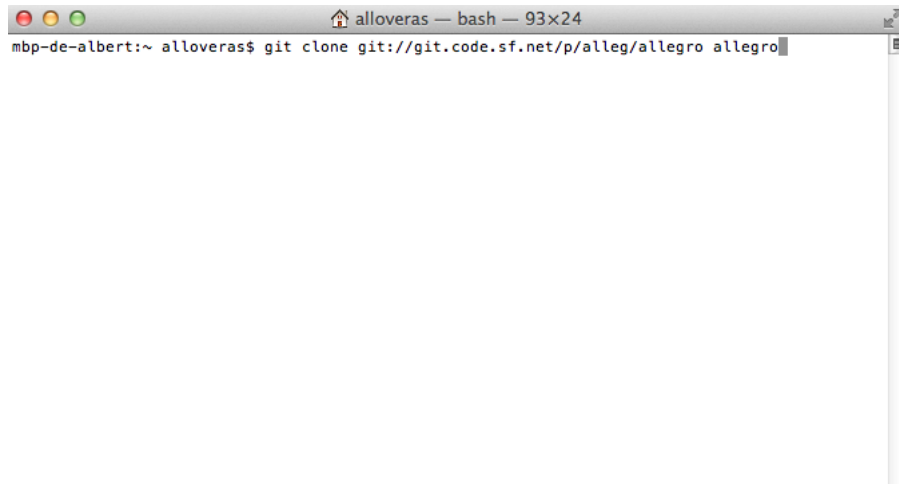 alloveras — bash — 93×24
mbp-de-albert:~ alloveras$ git clone git://git.code.sf.net/p/alleg/allegro allegro